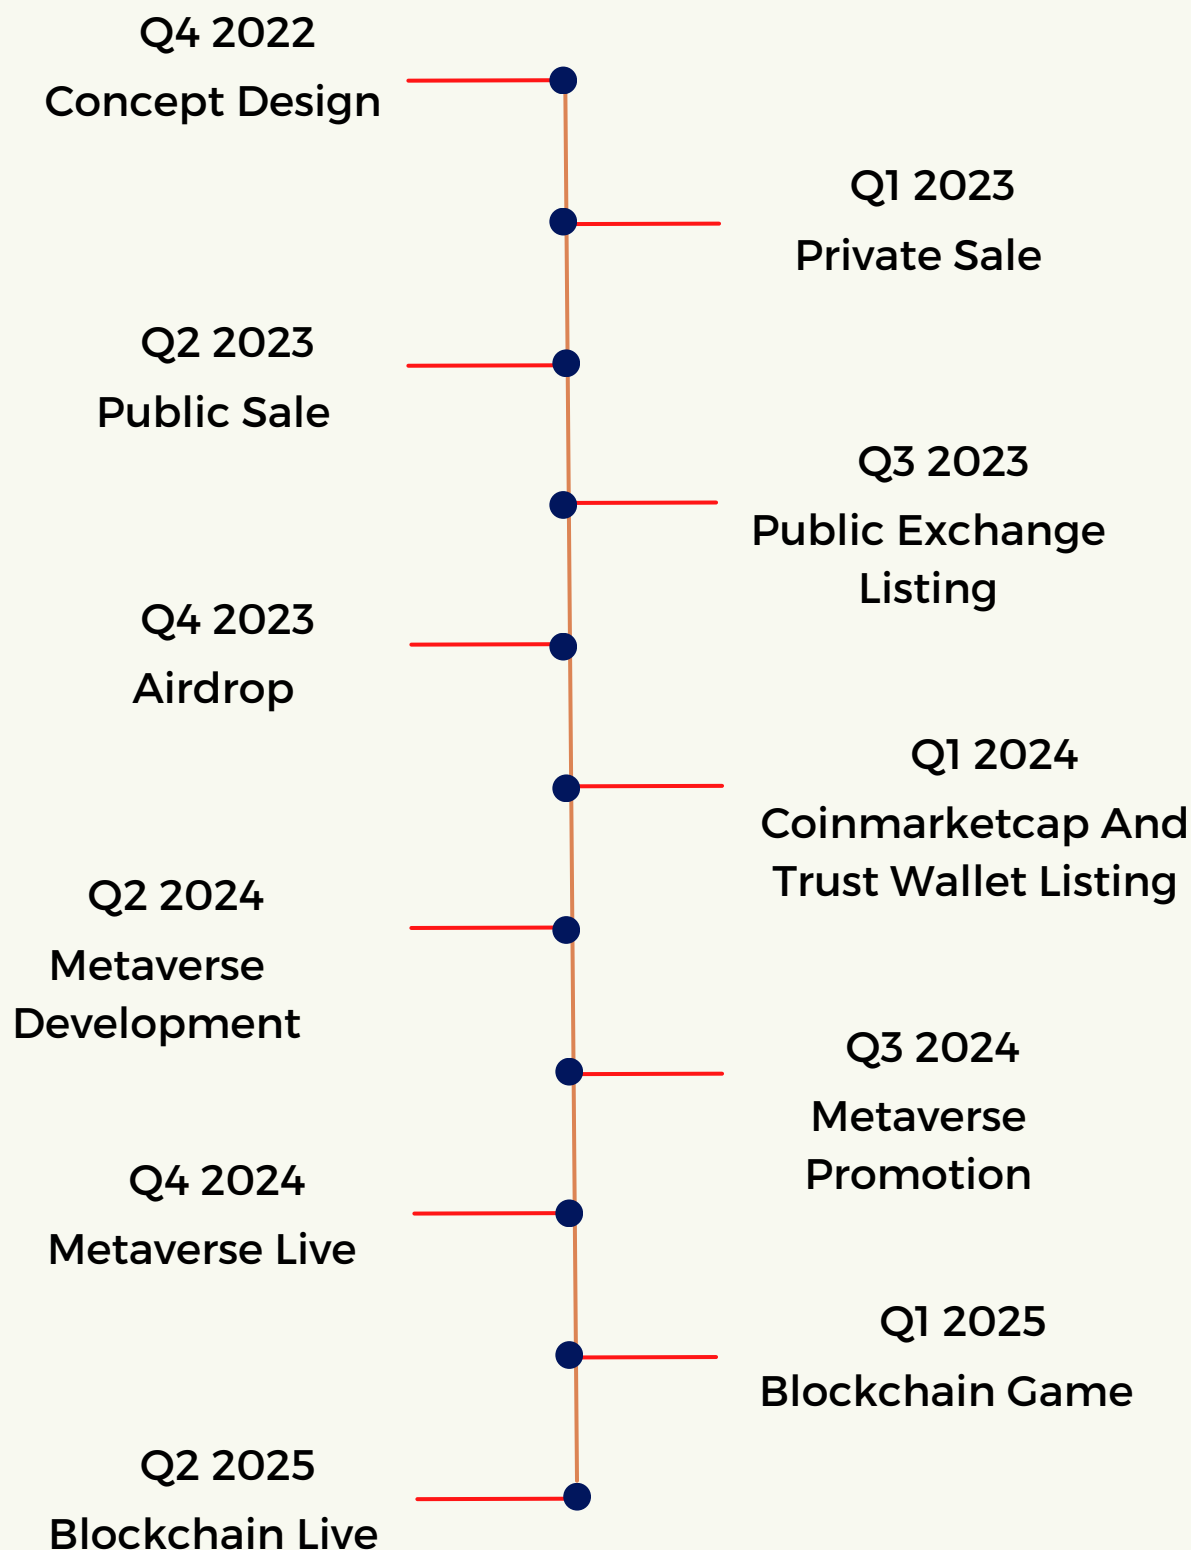 Q4 2022
Concept Design
Q1 2023
Private Sale
Q2 2023
Public Sale
Q3 2023
Public Exchange
Listing
Q4 2023
Airdrop
Q1 2024
Coinmarketcap And
Trust Wallet Listing
Q2 2024
Metaverse
Development
Q3 2024
Metaverse
Promotion
Q4 2024
Metaverse Live
Q1 2025
Blockchain Game
Q2 2025
Blockchain Live